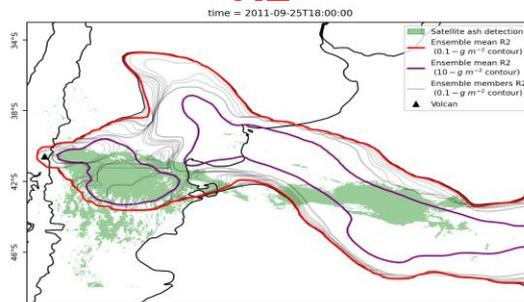 time = 2011-09-25T18:00:00
Satellite ash detection
Ensemble mean R2
(0.1 − g m⁻² contour)
Ensemble mean R2
(10 − g m⁻² contour)
Ensemble members R2
(0.1 − g m⁻² contour)
Volcan
34°S
38°S
42°S
46°S